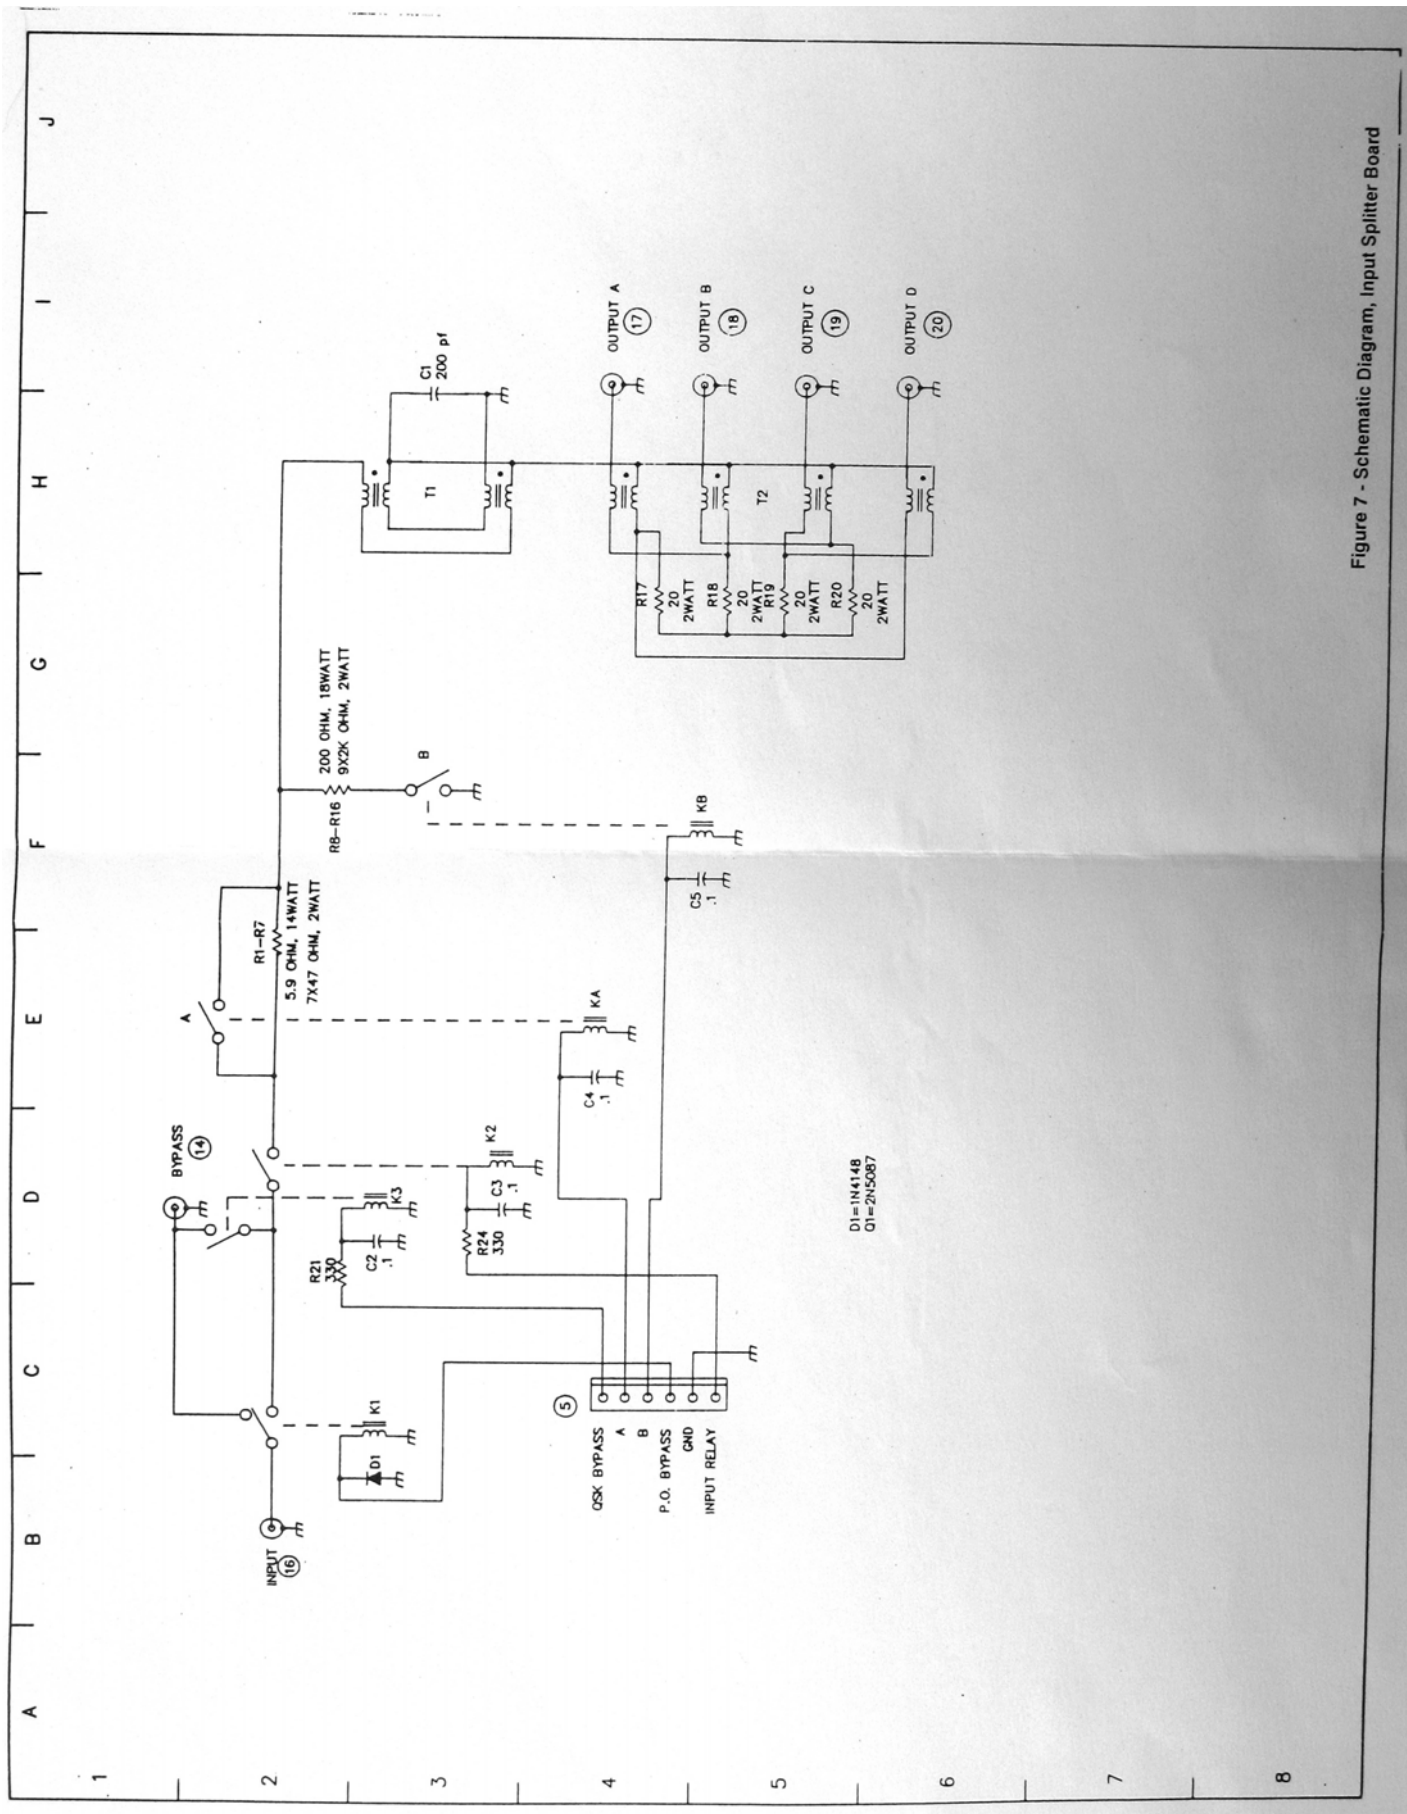 A
B
C
D
E
F
G
H
I
J
1
2
3
4
5
6
7
8
INPUT
16
BYPASS
14
A
R1-R7
5.9 OHM, 14WATT
7X47 OHM, 2WATT
R8-R16
200 OHM, 18WATT
9X2K OHM, 2WATT
B
T1
C1
200 pf
D1
K1
R21
330
C2
.1
K3
R24
330
C3
.1
K2
C4
.1
KA
C5
.1
KB
5
QSK BYPASS
A
B
P.O. BYPASS
GND
INPUT RELAY
R17
20
2WATT
R18
20
2WATT
R19
20
2WATT
R20
20
2WATT
T2
OUTPUT A
17
OUTPUT B
18
OUTPUT C
19
OUTPUT D
20
D1=1N4148
Q1=2N5087
Figure 7 - Schematic Diagram, Input Splitter Board